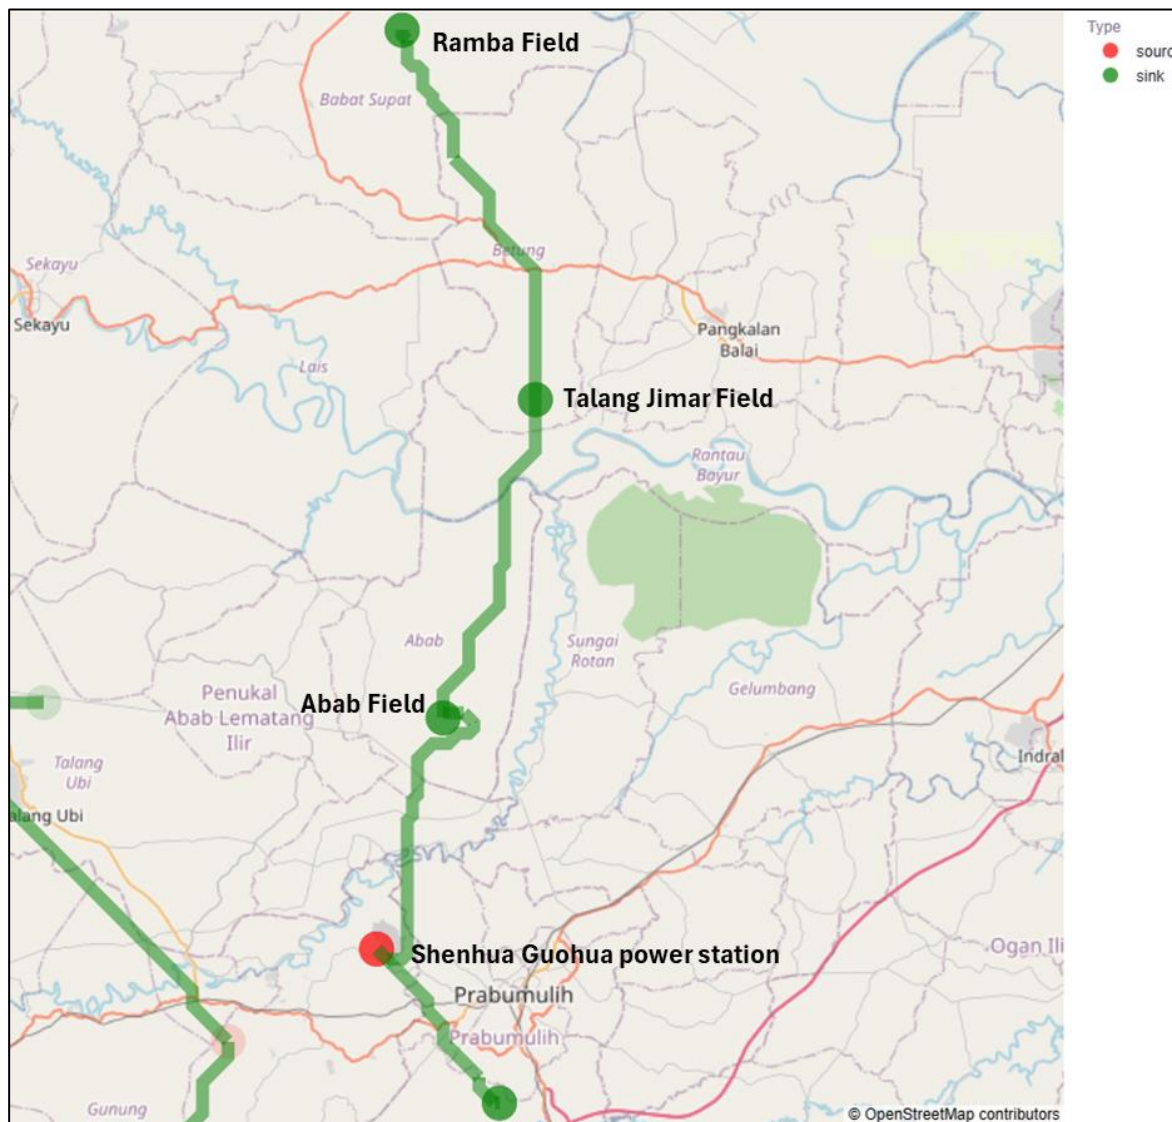 Type
sourc
sink
Ramba Field
Babat Supat
Betung
Sekayu
Sekayu
Pangkalan
Balai
Lais
Talang Jimar Field
Rantau
Bayur
Abab
Sungai
Rotan
Penukal
Abab Lematang
Ilir
Abab Field
Gelumbang
Talang
Ubi
Indral
alang Ubi
Shenhua Guohua power station
Ogan Ili
Prabumulih
Prabumulih
Gunung
© OpenStreetMap contributors